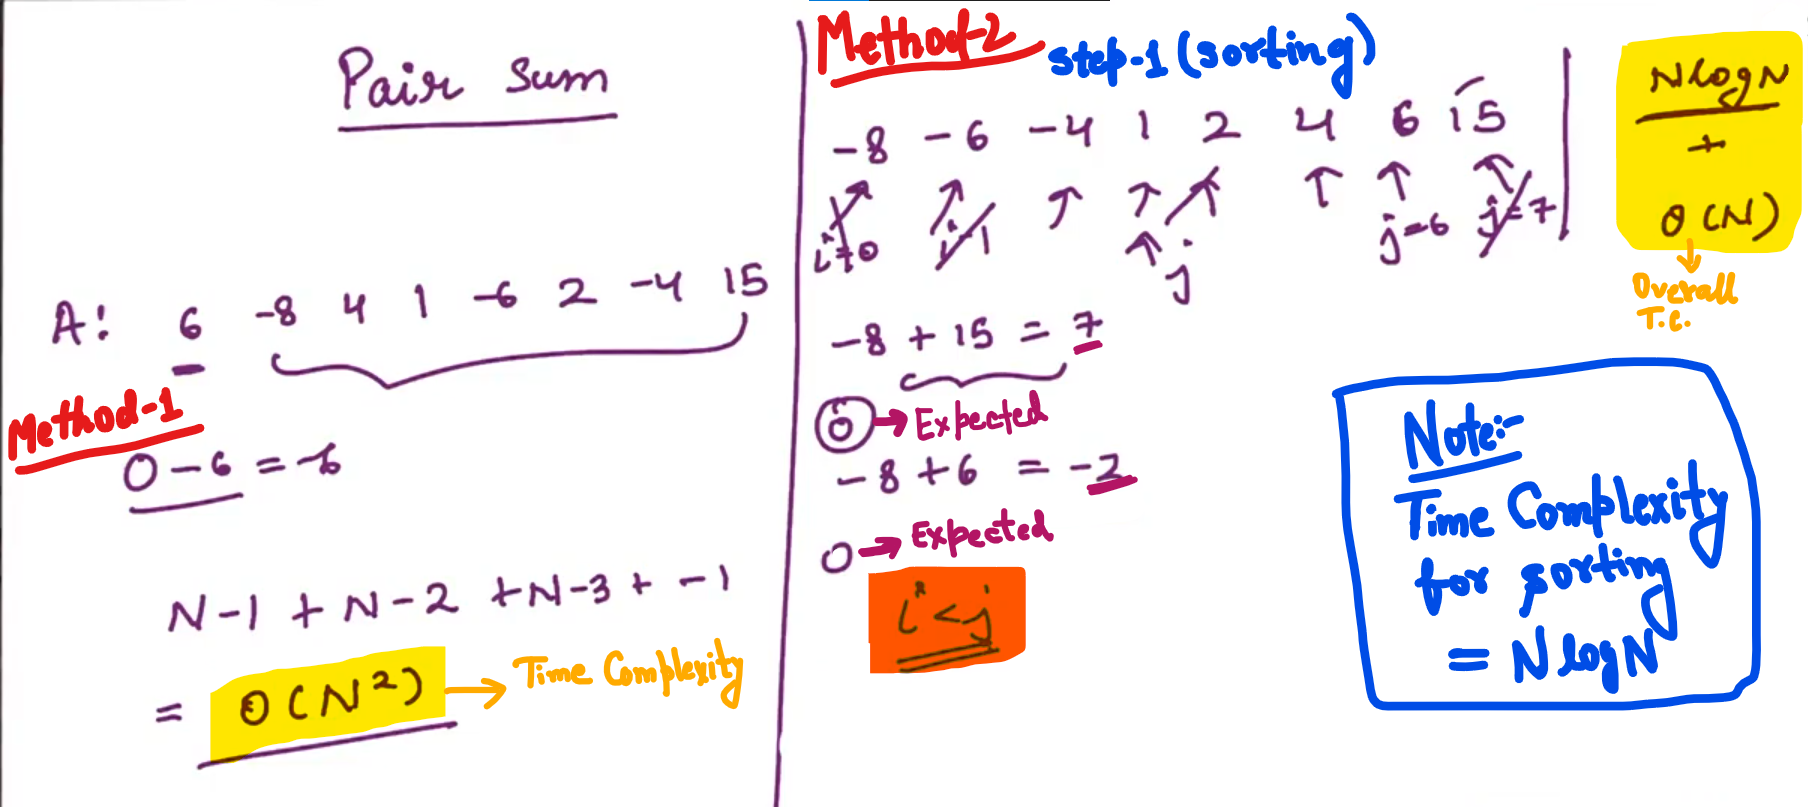 Pair Sum
A: 6 -8 4 1 -6 2 -4 15
Method-1
0-6 = -6
N-1 + N-2 + N-3 + -1
= O(N²) → Time Complexity
Method-2
step-1 (sorting)
-8 -6 -4 1 2 4 6 15
i=0 i=1 j j=6 j=7
-8 + 15 = 7
0 → Expected
-8 + 6 = -2
0 → Expected
i < j
NlogN
+
O(N)
Overall
T.C.
Note:-
Time Complexity
for sorting
= NlogN